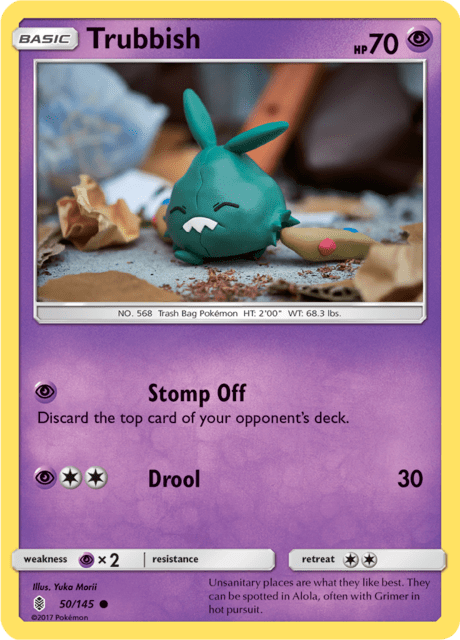 BASIC Trubbish HP70
NO. 568 Trash Bag Pokémon HT: 2'00" WT: 68.3 lbs.
Stomp Off
Discard the top card of your opponent's deck.
Drool 30
weakness ×2 resistance retreat
Illus. Yuka Morii
50/145
©2017 Pokémon
Unsanitary places are what they like best. They
can be spotted in Alola, often with Grimer in
hot pursuit.